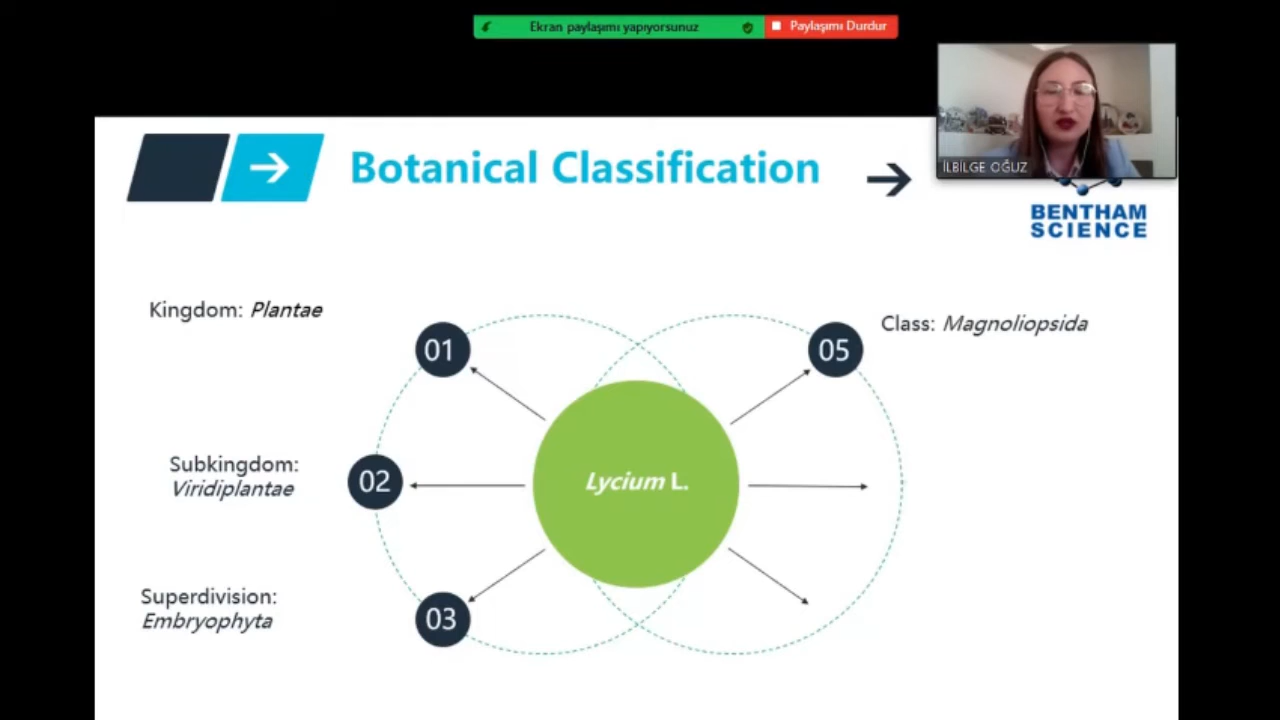 Ekran paylaşımı yapıyorsunuz
Paylaşımı Durdur
İLBİLGE OĞUZ
Botanical Classification
BENTHAM
SCIENCE
Kingdom: Plantae
01
05
Class: Magnoliopsida
Subkingdom:
Viridiplantae
02
Lycium L.
Superdivision:
Embryophyta
03